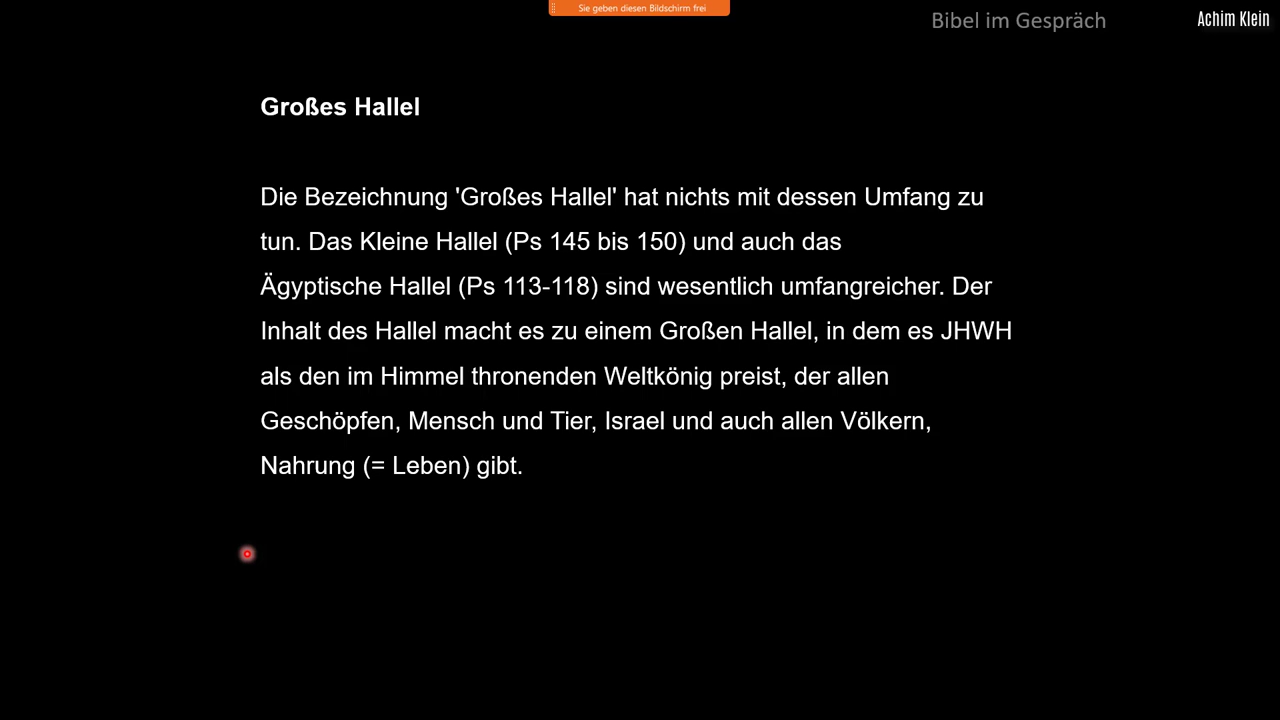 Sie geben diesen Bildschirm frei
Bibel im Gespräch
Achim Klein
Großes Hallel
Die Bezeichnung 'Großes Hallel' hat nichts mit dessen Umfang zu
tun. Das Kleine Hallel (Ps 145 bis 150) und auch das
Ägyptische Hallel (Ps 113-118) sind wesentlich umfangreicher. Der
Inhalt des Hallel macht es zu einem Großen Hallel, in dem es JHWH
als den im Himmel thronenden Weltkönig preist, der allen
Geschöpfen, Mensch und Tier, Israel und auch allen Völkern,
Nahrung (= Leben) gibt.